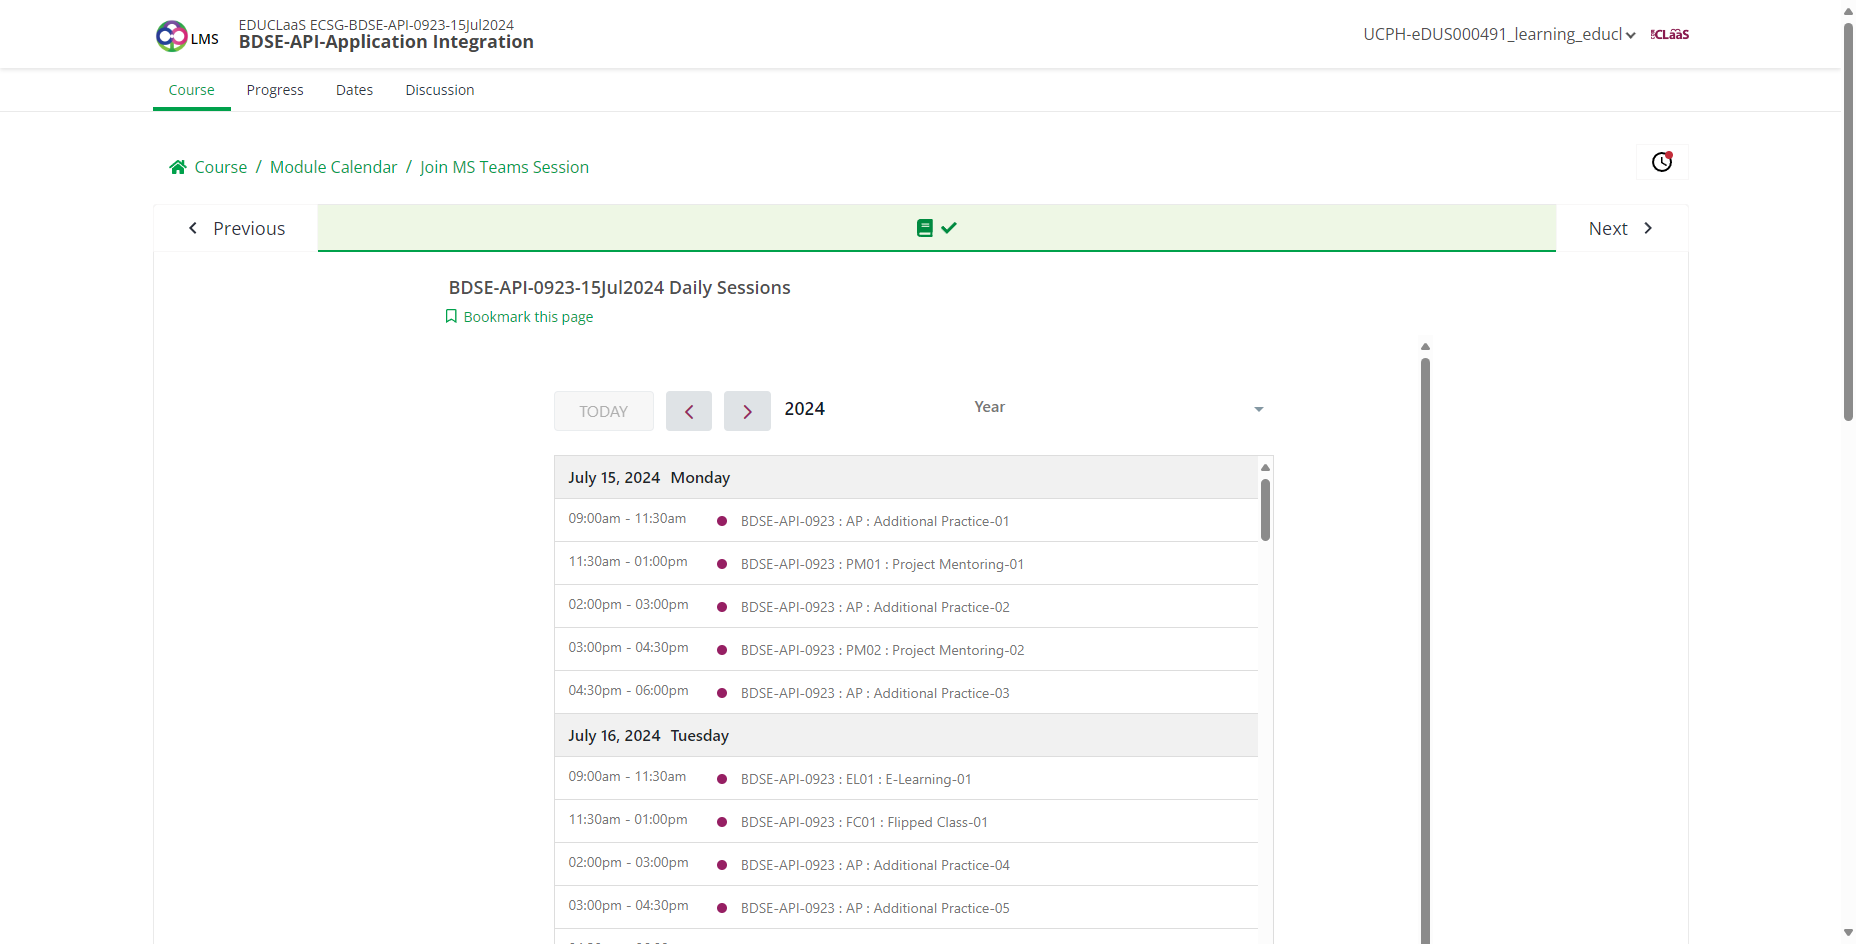 LMS
EDUCLaaS ECSG-BDSE-API-0923-15Jul2024
BDSE-API-Application Integration
UCPH-eDUS000491_learning_educl
Course Progress Dates Discussion
Course / Module Calendar / Join MS Teams Session
Previous
Next
BDSE-API-0923-15Jul2024 Daily Sessions
Bookmark this page
TODAY 2024 Year
July 15, 2024 Monday
09:00am - 11:30am BDSE-API-0923 : AP : Additional Practice-01
11:30am - 01:00pm BDSE-API-0923 : PM01 : Project Mentoring-01
02:00pm - 03:00pm BDSE-API-0923 : AP : Additional Practice-02
03:00pm - 04:30pm BDSE-API-0923 : PM02 : Project Mentoring-02
04:30pm - 06:00pm BDSE-API-0923 : AP : Additional Practice-03
July 16, 2024 Tuesday
09:00am - 11:30am BDSE-API-0923 : EL01 : E-Learning-01
11:30am - 01:00pm BDSE-API-0923 : FC01 : Flipped Class-01
02:00pm - 03:00pm BDSE-API-0923 : AP : Additional Practice-04
03:00pm - 04:30pm BDSE-API-0923 : AP : Additional Practice-05